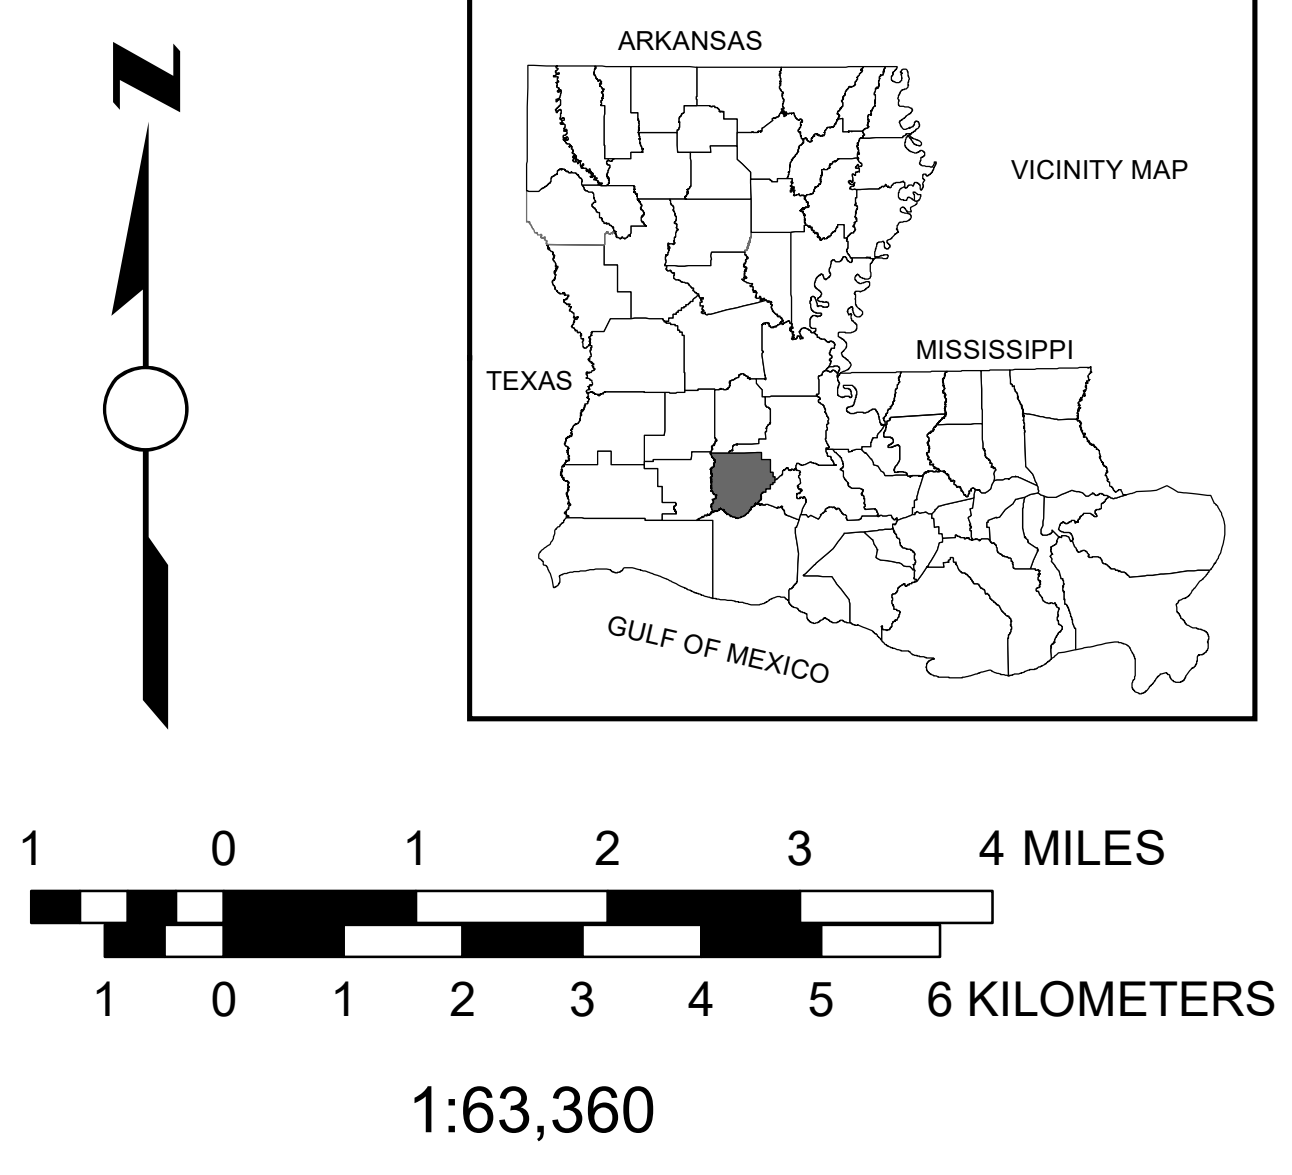 N
ARKANSAS
VICINITY MAP
MISSISSIPPI
TEXAS
GULF OF MEXICO
1 0 1 2 3 4 MILES
1 0 1 2 3 4 5 6 KILOMETERS
1:63,360